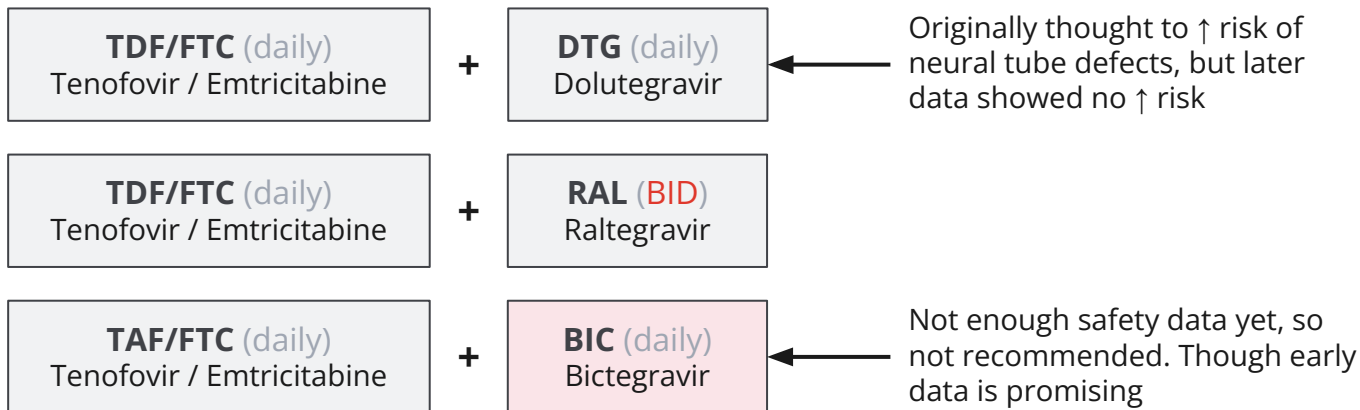 TDF/FTC (daily)
Tenofovir / Emtricitabine
+
DTG (daily)
Dolutegravir
Originally thought to ↑ risk of
neural tube defects, but later
data showed no ↑ risk
TDF/FTC (daily)
Tenofovir / Emtricitabine
+
RAL (BID)
Raltegravir
TAF/FTC (daily)
Tenofovir / Emtricitabine
+
BIC (daily)
Bictegravir
Not enough safety data yet, so
not recommended. Though early
data is promising